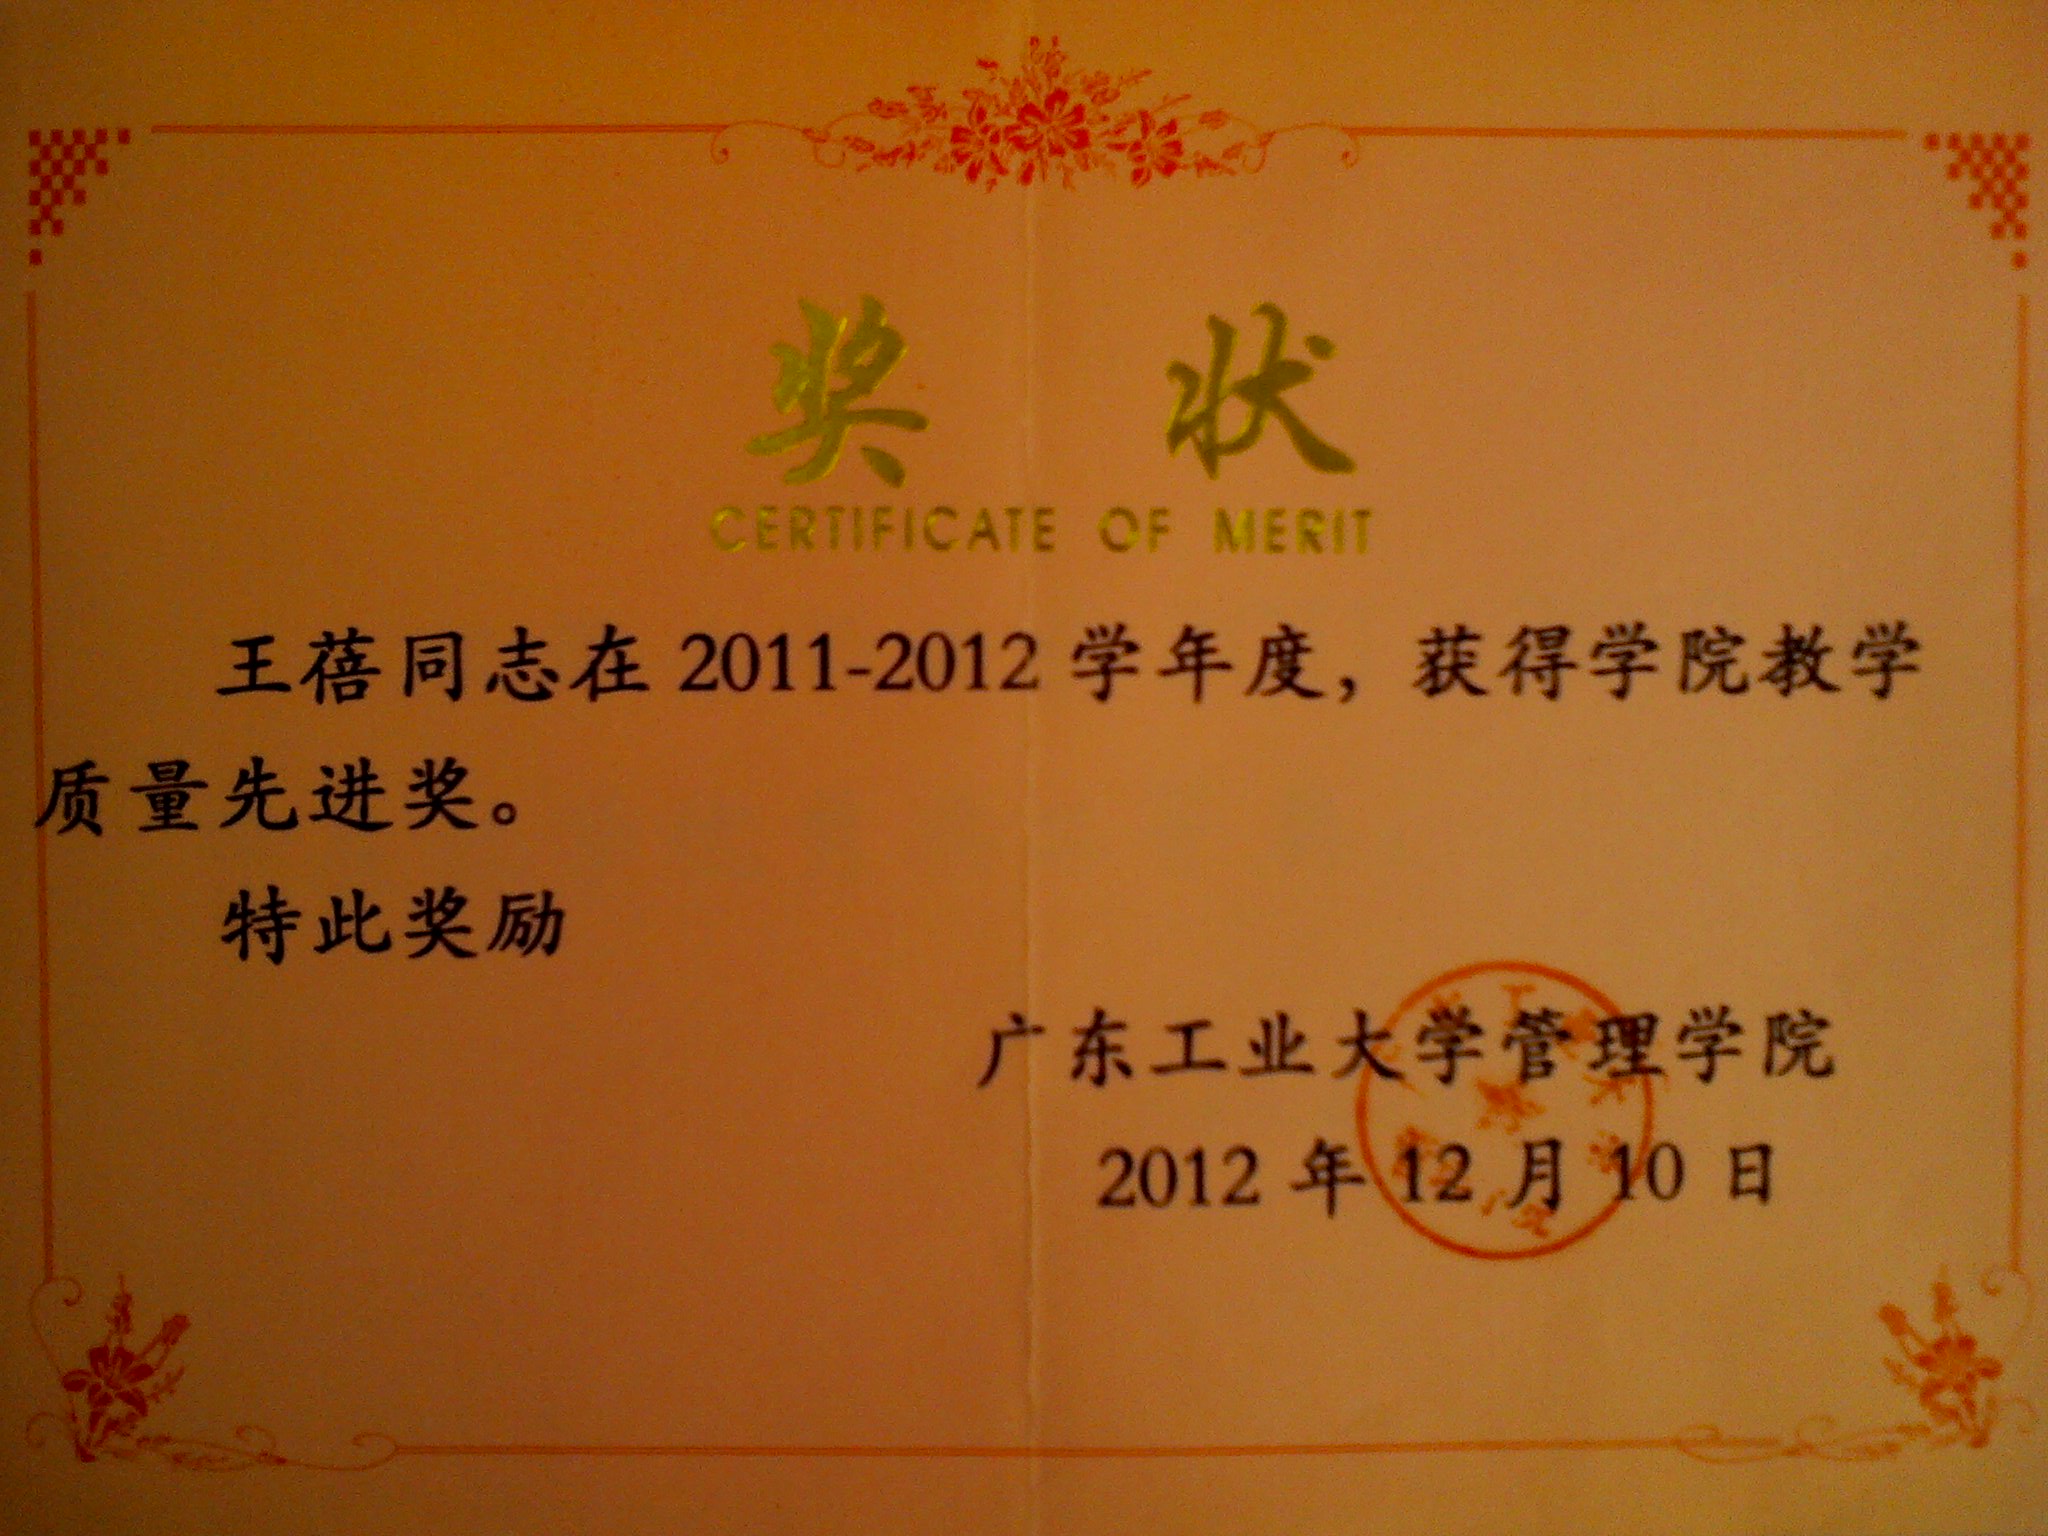 奖 状
CERTIFICATE OF MERIT
王蓓同志在 2011-2012 学年度，获得学院教学
质量先进奖。
特此奖励
广东工业大学管理学院
2012 年 12 月 10 日